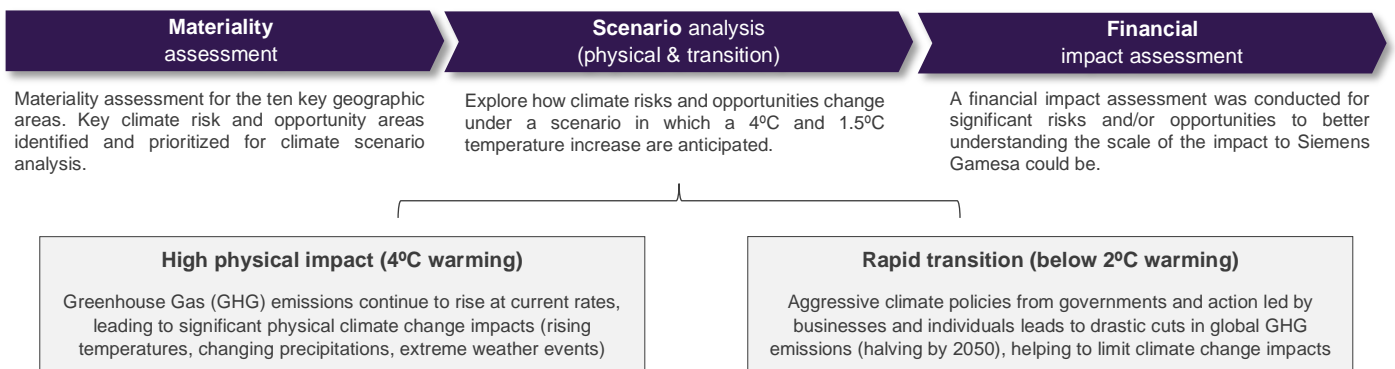 Materiality
assessment
Scenario analysis
(physical & transition)
Financial
impact assessment
Materiality assessment for the ten key geographic
areas. Key climate risk and opportunity areas
identified and prioritized for climate scenario
analysis.
Explore how climate risks and opportunities change
under a scenario in which a 4ºC and 1.5ºC
temperature increase are anticipated.
A financial impact assessment was conducted for
significant risks and/or opportunities to better
understanding the scale of the impact to Siemens
Gamesa could be.
High physical impact (4ºC warming)
Greenhouse Gas (GHG) emissions continue to rise at current rates,
leading to significant physical climate change impacts (rising
temperatures, changing precipitations, extreme weather events)
Rapid transition (below 2ºC warming)
Aggressive climate policies from governments and action led by
businesses and individuals leads to drastic cuts in global GHG
emissions (halving by 2050), helping to limit climate change impacts